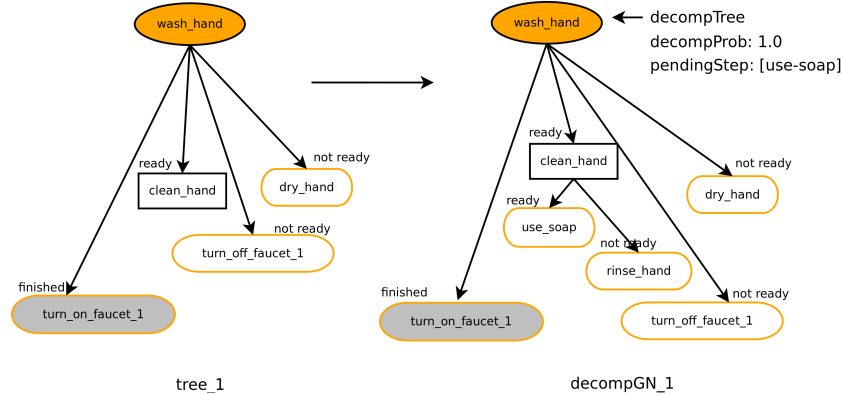 wash_hand
ready
clean_hand
not ready
dry_hand
not ready
turn_off_faucet_1
finished
turn_on_faucet_1
tree_1
wash_hand
decompTree
decompProb: 1.0
pendingStep: [use-soap]
ready
clean_hand
not ready
dry_hand
ready
use_soap
not ready
rinse_hand
finished
turn_on_faucet_1
not ready
turn_off_faucet_1
decompGN_1